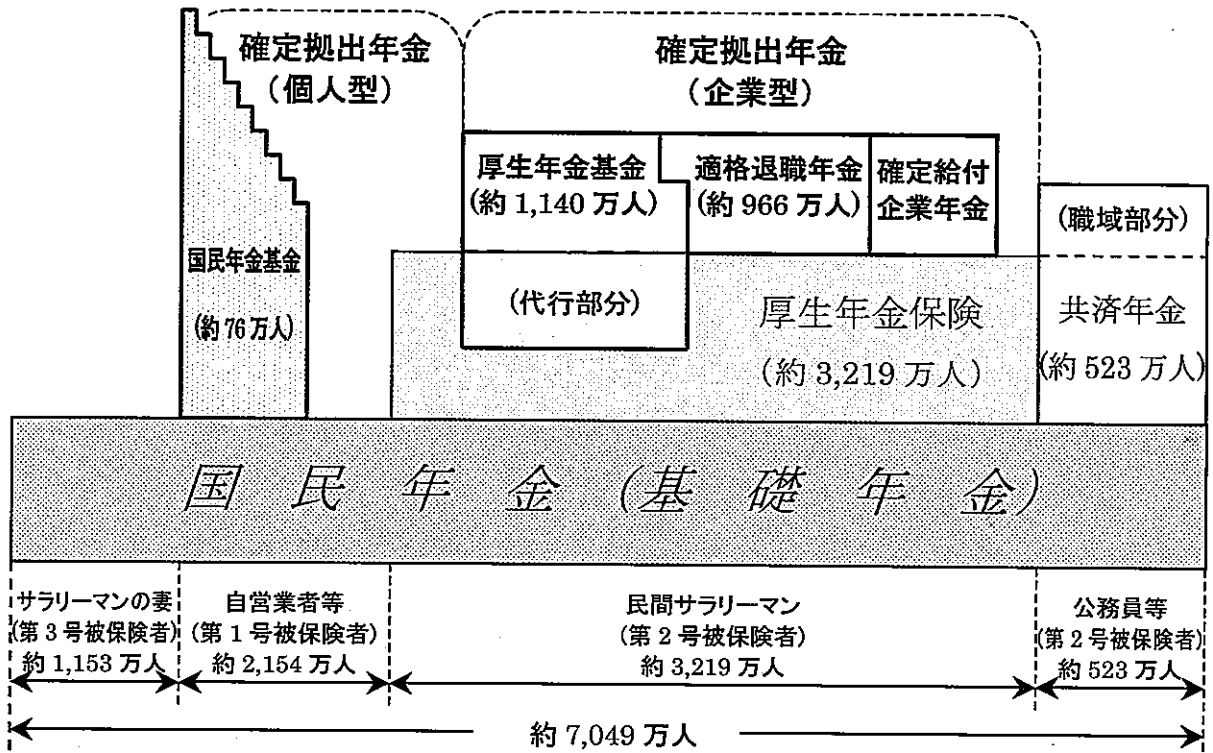 確定拠出年金
（個人型）
確定拠出年金
（企業型）
厚生年金基金
(約 1,140 万人)
適格退職年金
(約 966 万人)
確定給付
企業年金
(職域部分)
国民年金基金
(約 76 万人)
(代行部分)
厚生年金保険
（約 3,219 万人）
共済年金
(約 523 万人)
国民年金(基礎年金)
サラリーマンの妻
(第 3 号被保険者)
約 1,153 万人
自営業者等
(第 1 号被保険者)
約 2,154 万人
民間サラリーマン
(第 2 号被保険者)
約 3,219 万人
公務員等
(第 2 号被保険者)
約 523 万人
約 7,049 万人